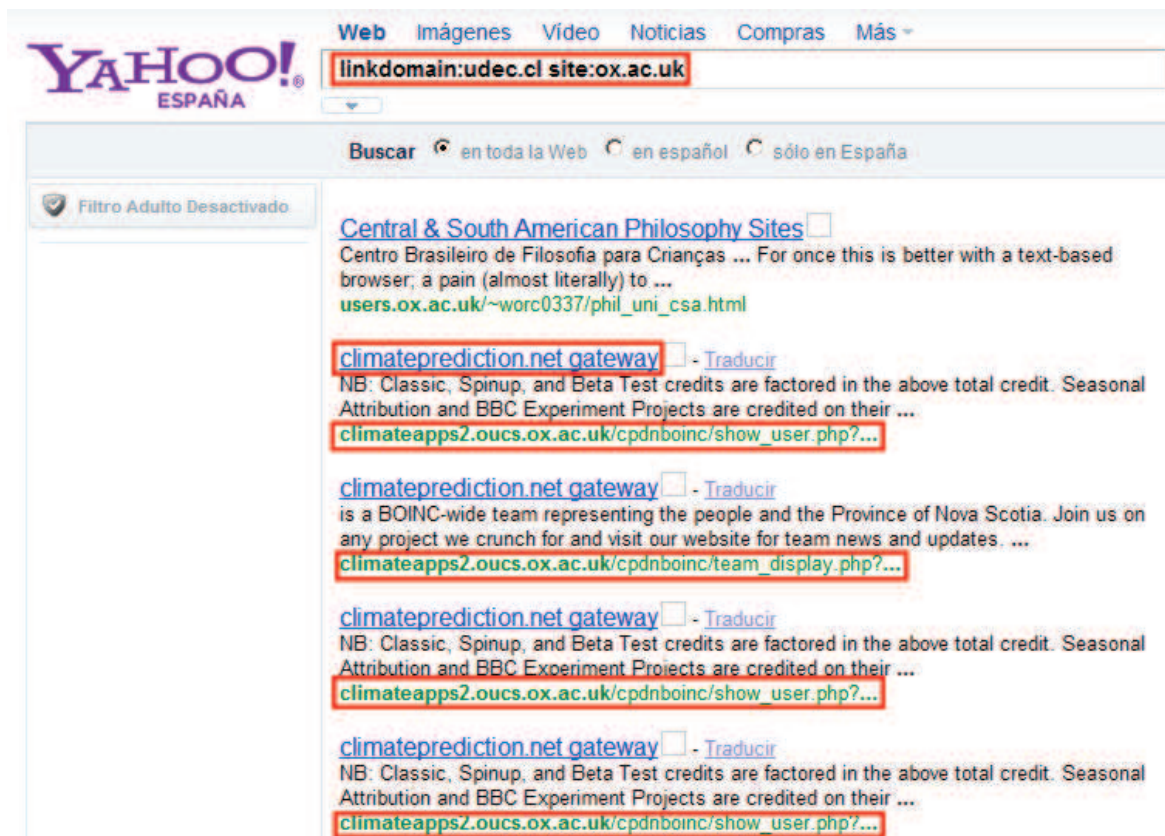 Web Imágenes Vídeo Noticias Compras Más
YAHOO!®
ESPAÑA
linkdomain:udec.cl site:ox.ac.uk
Buscar en toda la Web en español sólo en España
Filtro Adulto Desactivado
Central & South American Philosophy Sites
Centro Brasileiro de Filosofia para Crianças ... For once this is better with a text-based
browser; a pain (almost literally) to ...
users.ox.ac.uk/~worc0337/phil_uni_csa.html
climateprediction.net gateway - Traducir
NB: Classic, Spinup, and Beta Test credits are factored in the above total credit. Seasonal
Attribution and BBC Experiment Projects are credited on their ...
climateapps2.oucs.ox.ac.uk/cpdnboinc/show_user.php?...
climateprediction.net gateway - Traducir
is a BOINC-wide team representing the people and the Province of Nova Scotia. Join us on
any project we crunch for and visit our website for team news and updates. ...
climateapps2.oucs.ox.ac.uk/cpdnboinc/team_display.php?...
climateprediction.net gateway - Traducir
NB: Classic, Spinup, and Beta Test credits are factored in the above total credit. Seasonal
Attribution and BBC Experiment Projects are credited on their ...
climateapps2.oucs.ox.ac.uk/cpdnboinc/show_user.php?...
climateprediction.net gateway - Traducir
NB: Classic, Spinup, and Beta Test credits are factored in the above total credit. Seasonal
Attribution and BBC Experiment Projects are credited on their ...
climateapps2.oucs.ox.ac.uk/cpdnboinc/show_user.php?...